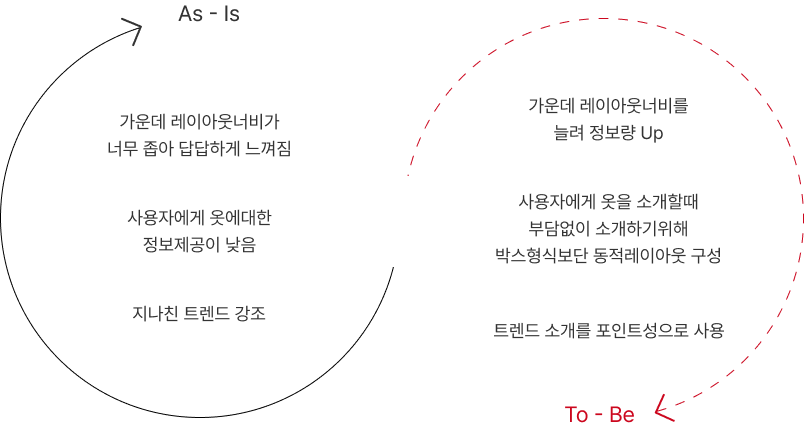 As - Is
가운데 레이아웃너비가
너무 좁아 답답하게 느껴짐
사용자에게 옷에대한
정보제공이 낮음
지나친 트렌드 강조
가운데 레이아웃너비를
늘려 정보량 Up
사용자에게 옷을 소개할때
부담없이 소개하기위해
박스형식보단 동적레이아웃 구성
트렌드 소개를 포인트성으로 사용
To - Be